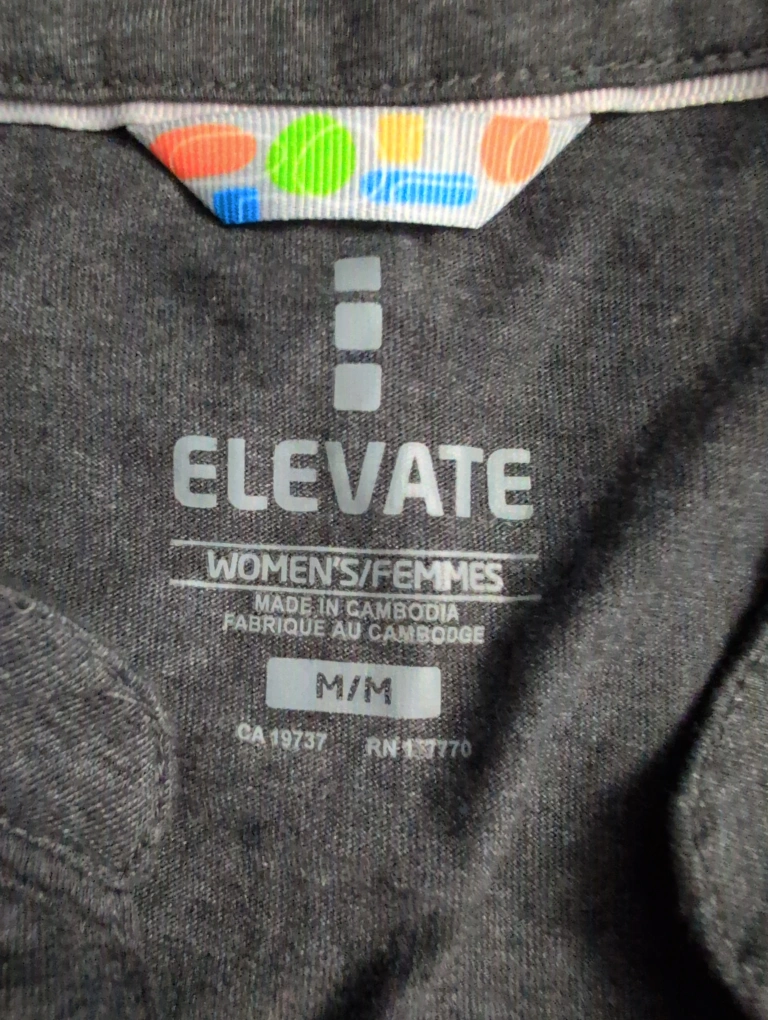 ELEVATE
WOMEN'S/FEMMES
MADE IN CAMBODIA
FABRIQUE AU CAMBODGE
M/M
CA 19737 RN